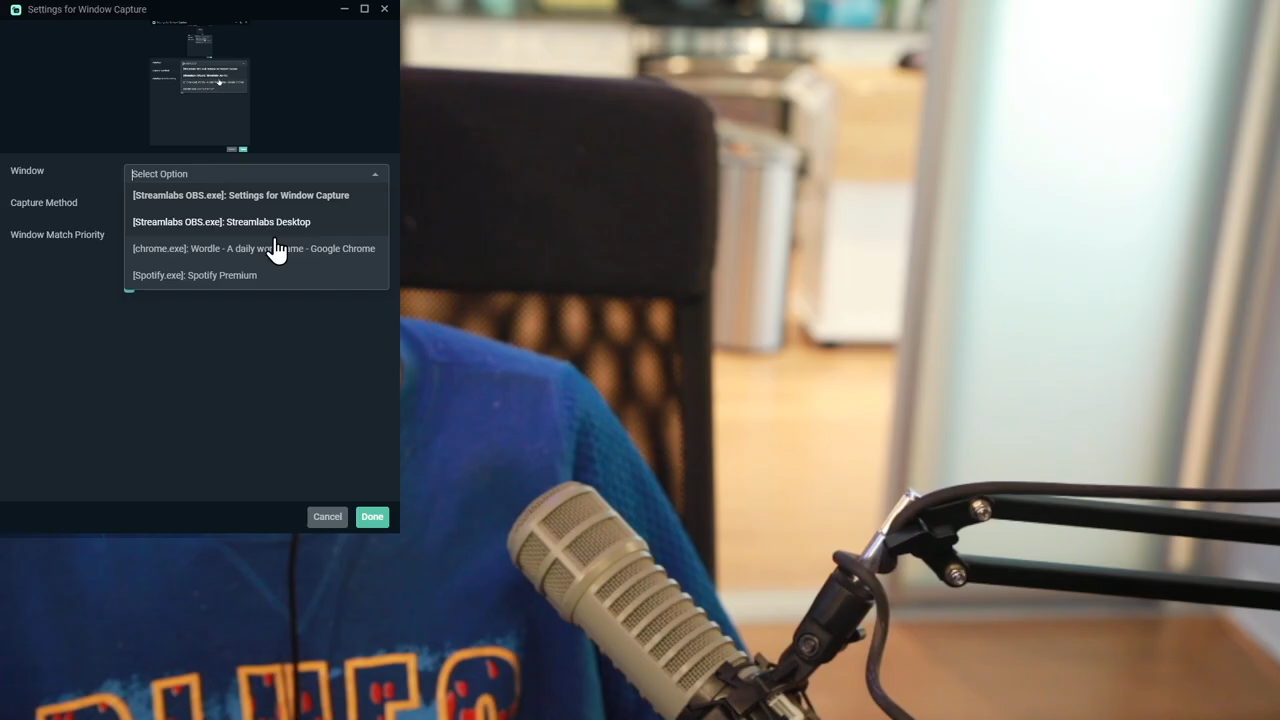 Settings for Window Capture
Window
Select Option
[Streamlabs OBS.exe]: Settings for Window Capture
Capture Method
[Streamlabs OBS.exe]: Streamlabs Desktop
Window Match Priority
[chrome.exe]: Wordle - A daily wo me - Google Chrome
[Spotify.exe]: Spotify Premium
Cancel
Done